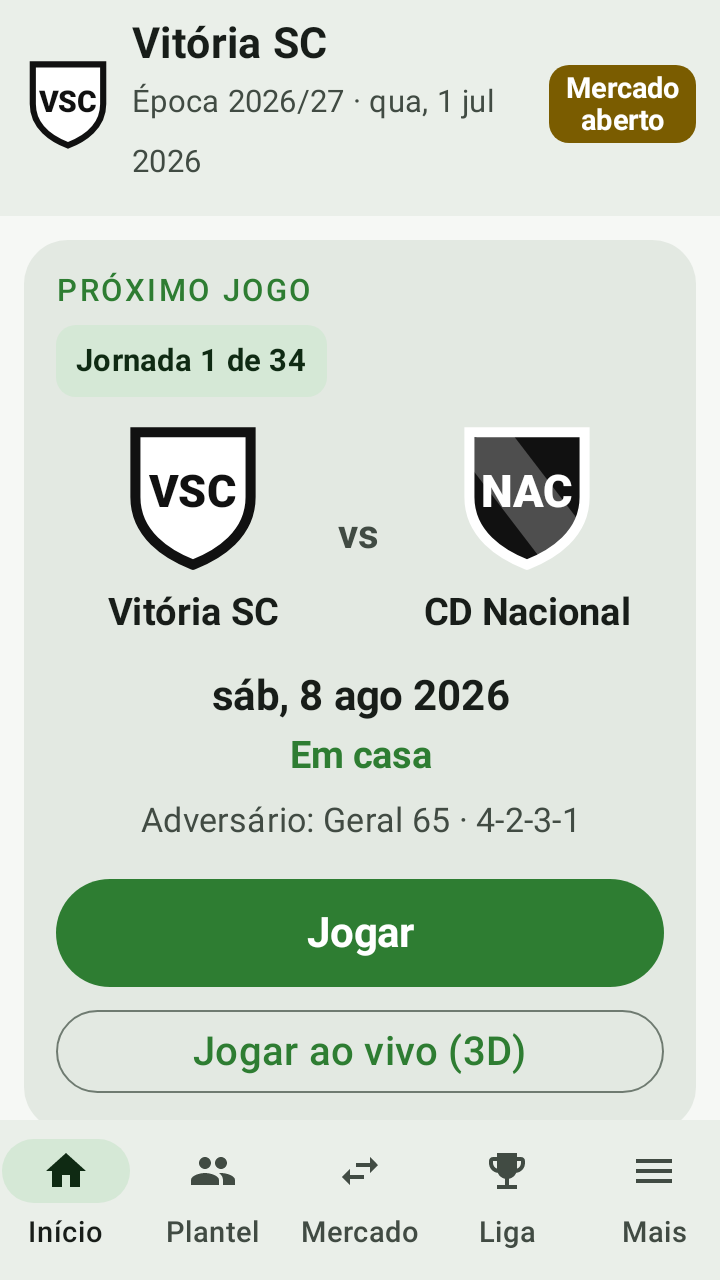 VSC
Vitória SC
Época 2026/27 · qua, 1 jul
2026
Mercado
aberto
PRÓXIMO JOGO
Jornada 1 de 34
VSC
NAC
vs
Vitória SC
CD Nacional
sáb, 8 ago 2026
Em casa
Adversário: Geral 65 · 4-2-3-1
Jogar
Jogar ao vivo (3D)
Início
Plantel
Mercado
Liga
Mais